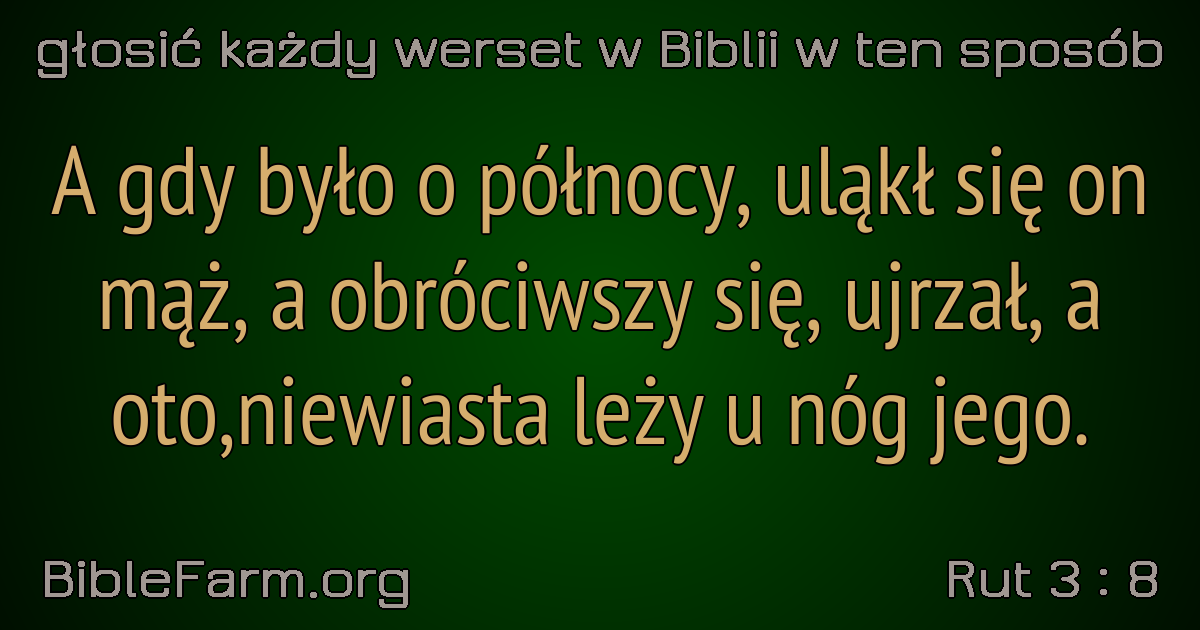 głosić każdy werset w Biblii w ten sposób
A gdy było o północy, uląkł się on
mąż, a obróciwszy się, ujrzał, a
oto,niewiasta leży u nóg jego.
BibleFarm.org
Rut 3 : 8